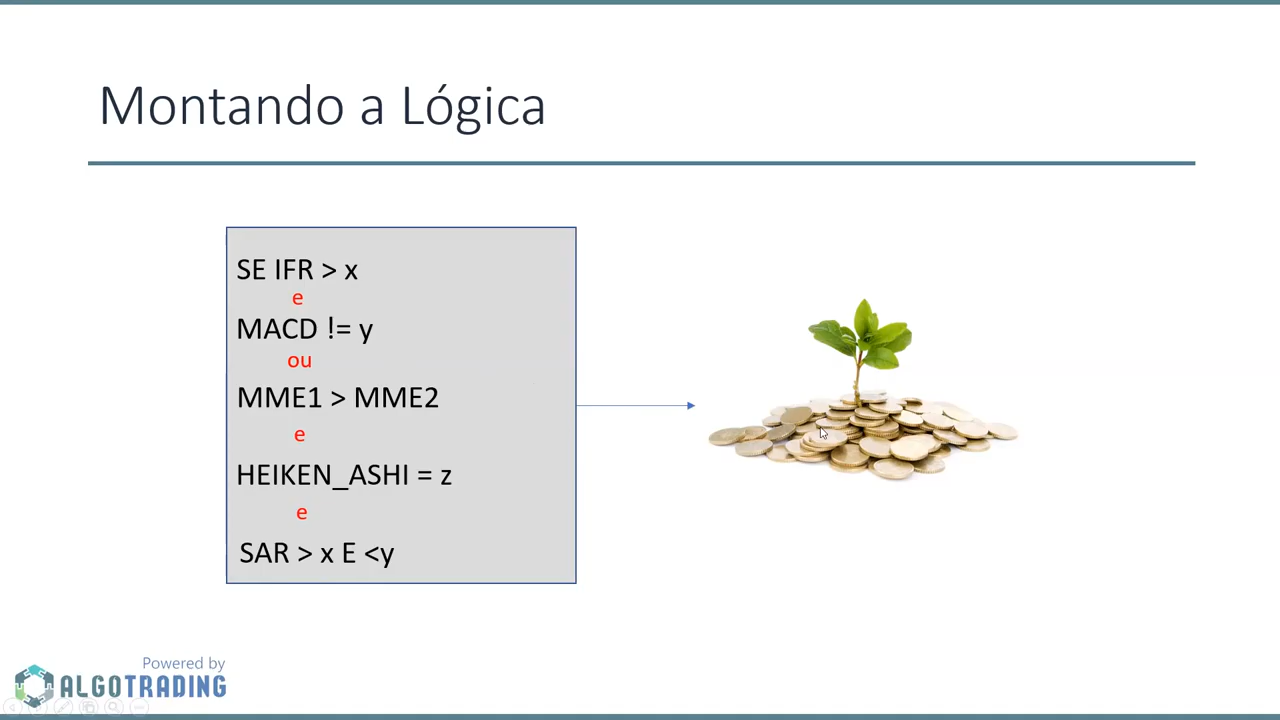 Montando a Lógica
SE IFR > x
e
MACD != y
ou
MME1 > MME2
e
HEIKEN_ASHI = z
e
SAR > x E <y
Powered by
ALGOTRADING